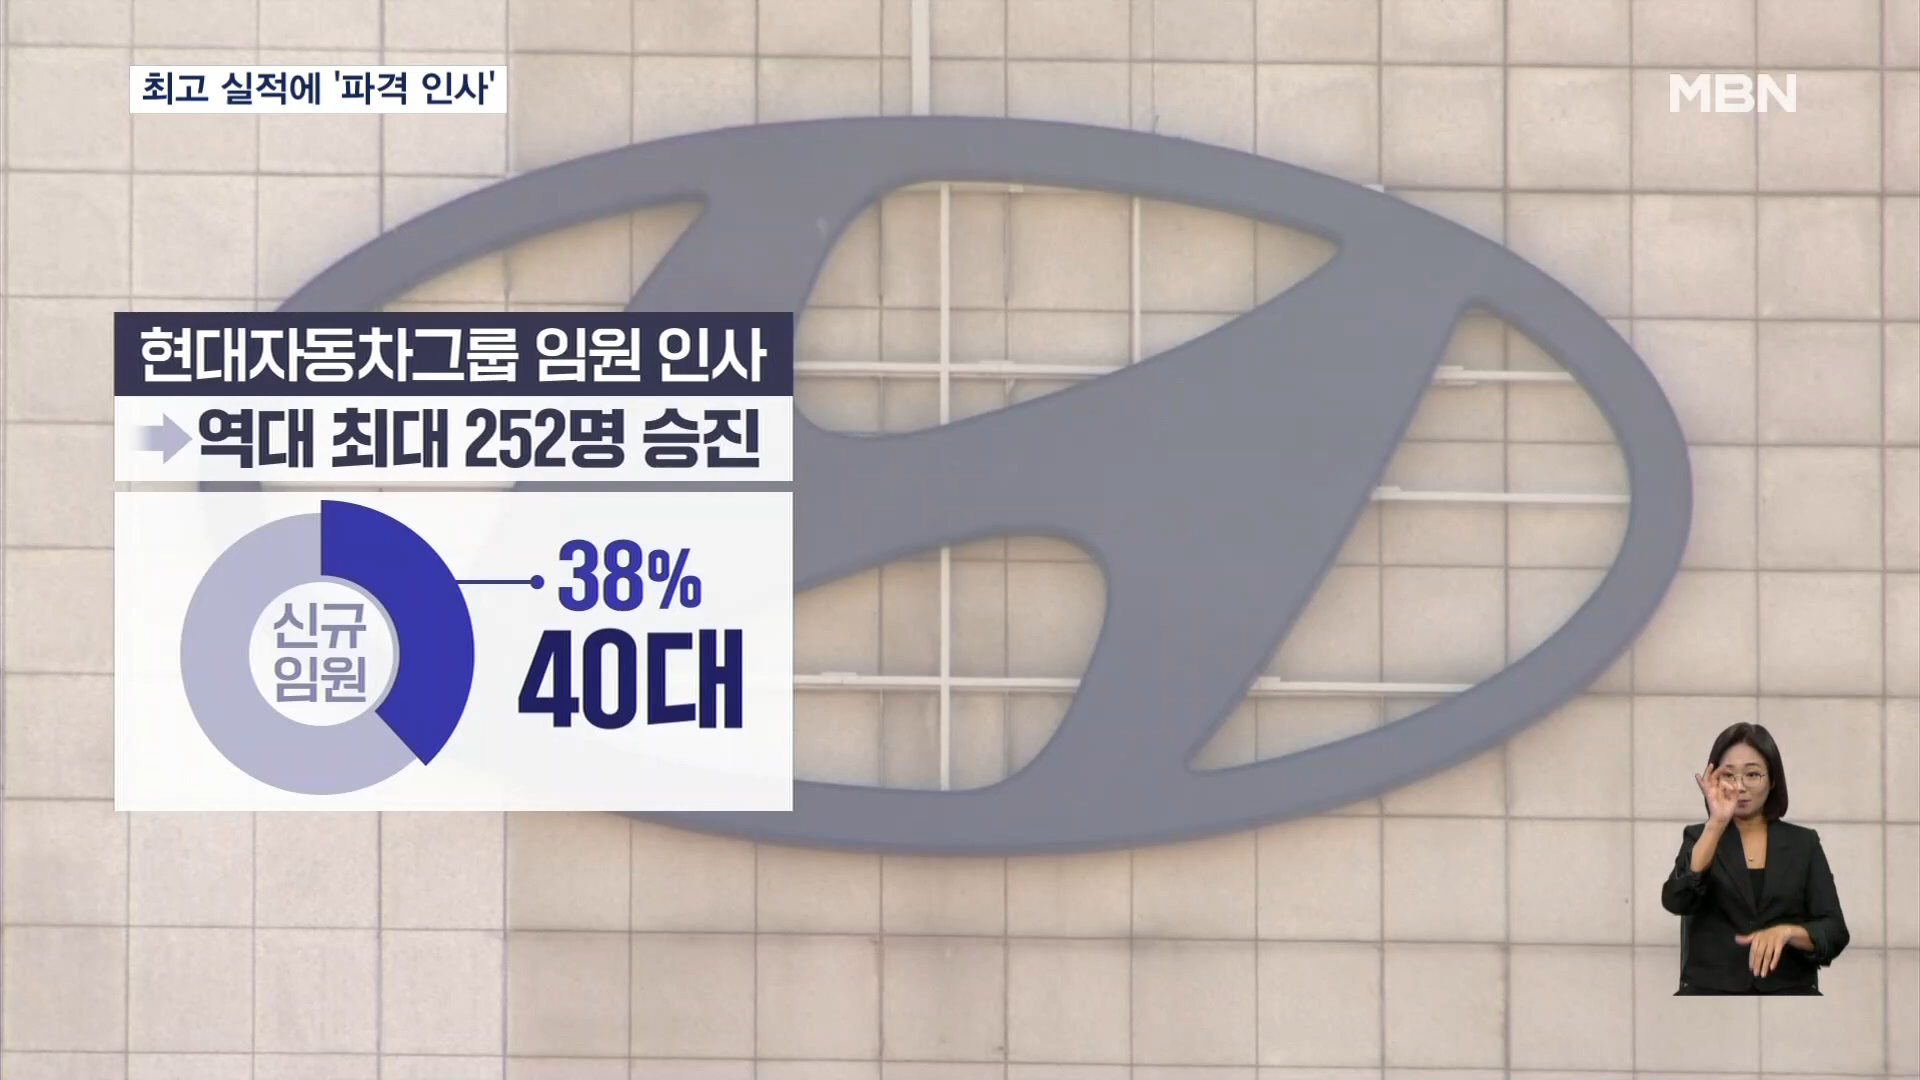 최고 실적에 '파격 인사'
MBN
현대자동차그룹 임원 인사
역대 최대 252명 승진
신규
임원
38%
40대